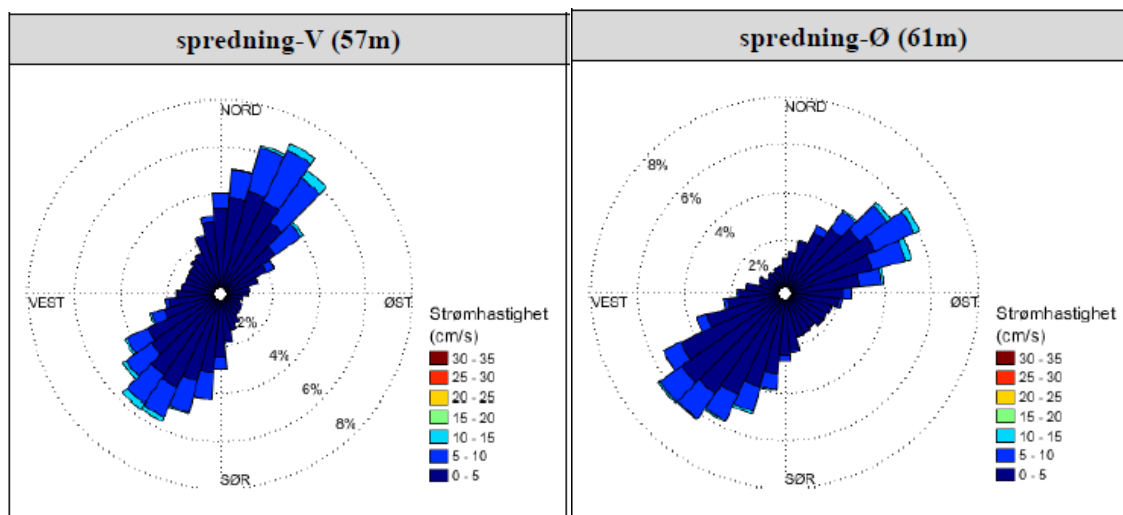 spredning-V (57m)
NORD
VEST
ØST
2%
4%
6%
8%
SØR
Strømhastighet
(cm/s)
30 - 35
25 - 30
20 - 25
15 - 20
10 - 15
5 - 10
0 - 5
spredning-Ø (61m)
NORD
8%
6%
4%
2%
VEST
ØST
SØR
Strømhastighet
(cm/s)
30 - 35
25 - 30
20 - 25
15 - 20
10 - 15
5 - 10
0 - 5